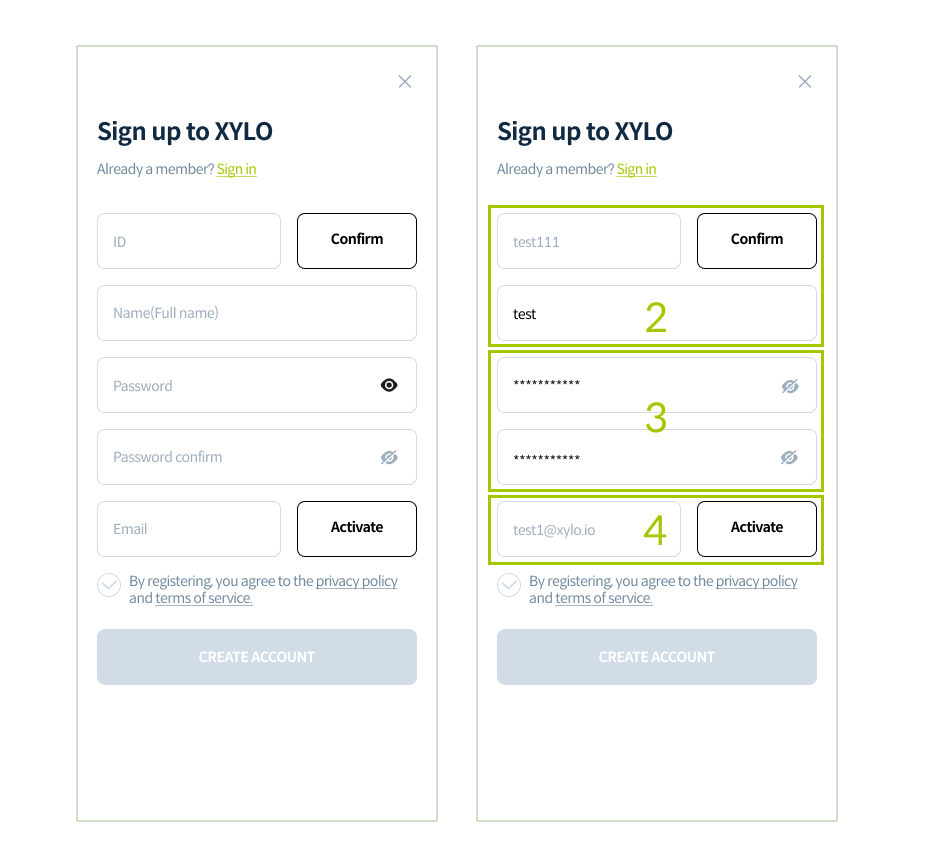 Sign up to XYLO
Already a member? Sign in
ID
Confirm
Name(Full name)
Password
Password confirm
Email
Activate
By registering, you agree to the privacy policy
and terms of service.
CREATE ACCOUNT
Sign up to XYLO
Already a member? Sign in
test111
Confirm
test
2
***********
3
***********
test1@xylo.io
4
Activate
By registering, you agree to the privacy policy
and terms of service.
CREATE ACCOUNT